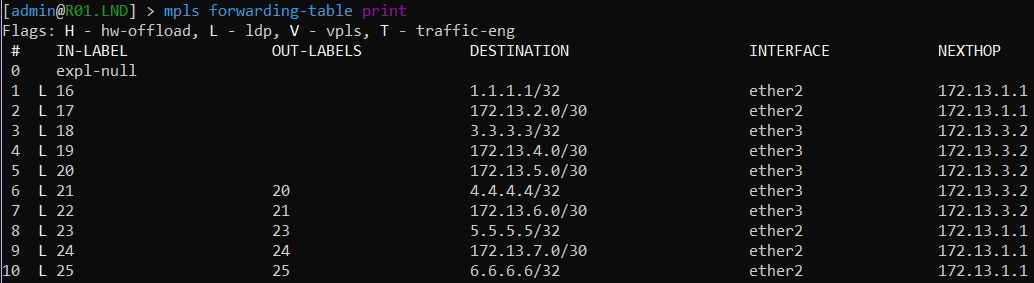 [admin@R01.LND] > mpls forwarding-table print
Flags: H - hw-offload, L - ldp, V - vpls, T - traffic-eng
 #    IN-LABEL             OUT-LABELS           DESTINATION             INTERFACE        NEXTHOP
 0    expl-null
 1  L 16                                        1.1.1.1/32              ether2           172.13.1.1
 2  L 17                                        172.13.2.0/30           ether2           172.13.1.1
 3  L 18                                        3.3.3.3/32              ether3           172.13.3.2
 4  L 19                                        172.13.4.0/30           ether3           172.13.3.2
 5  L 20                                        172.13.5.0/30           ether3           172.13.3.2
 6  L 21                   20                   4.4.4.4/32              ether3           172.13.3.2
 7  L 22                   21                   172.13.6.0/30           ether3           172.13.3.2
 8  L 23                   23                   5.5.5.5/32              ether2           172.13.1.1
 9  L 24                   24                   172.13.7.0/30           ether2           172.13.1.1
10  L 25                   25                   6.6.6.6/32              ether2           172.13.1.1